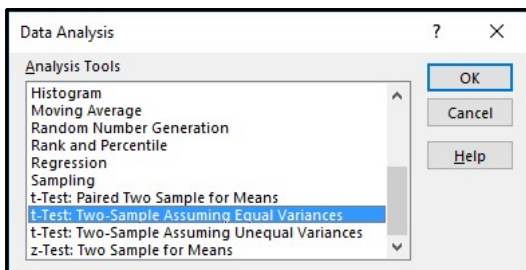 Data Analysis ? X
Analysis Tools
Histogram
Moving Average
Random Number Generation
Rank and Percentile
Regression
Sampling
t-Test: Paired Two Sample for Means
t-Test: Two-Sample Assuming Equal Variances
t-Test: Two-Sample Assuming Unequal Variances
z-Test: Two Sample for Means
OK
Cancel
Help